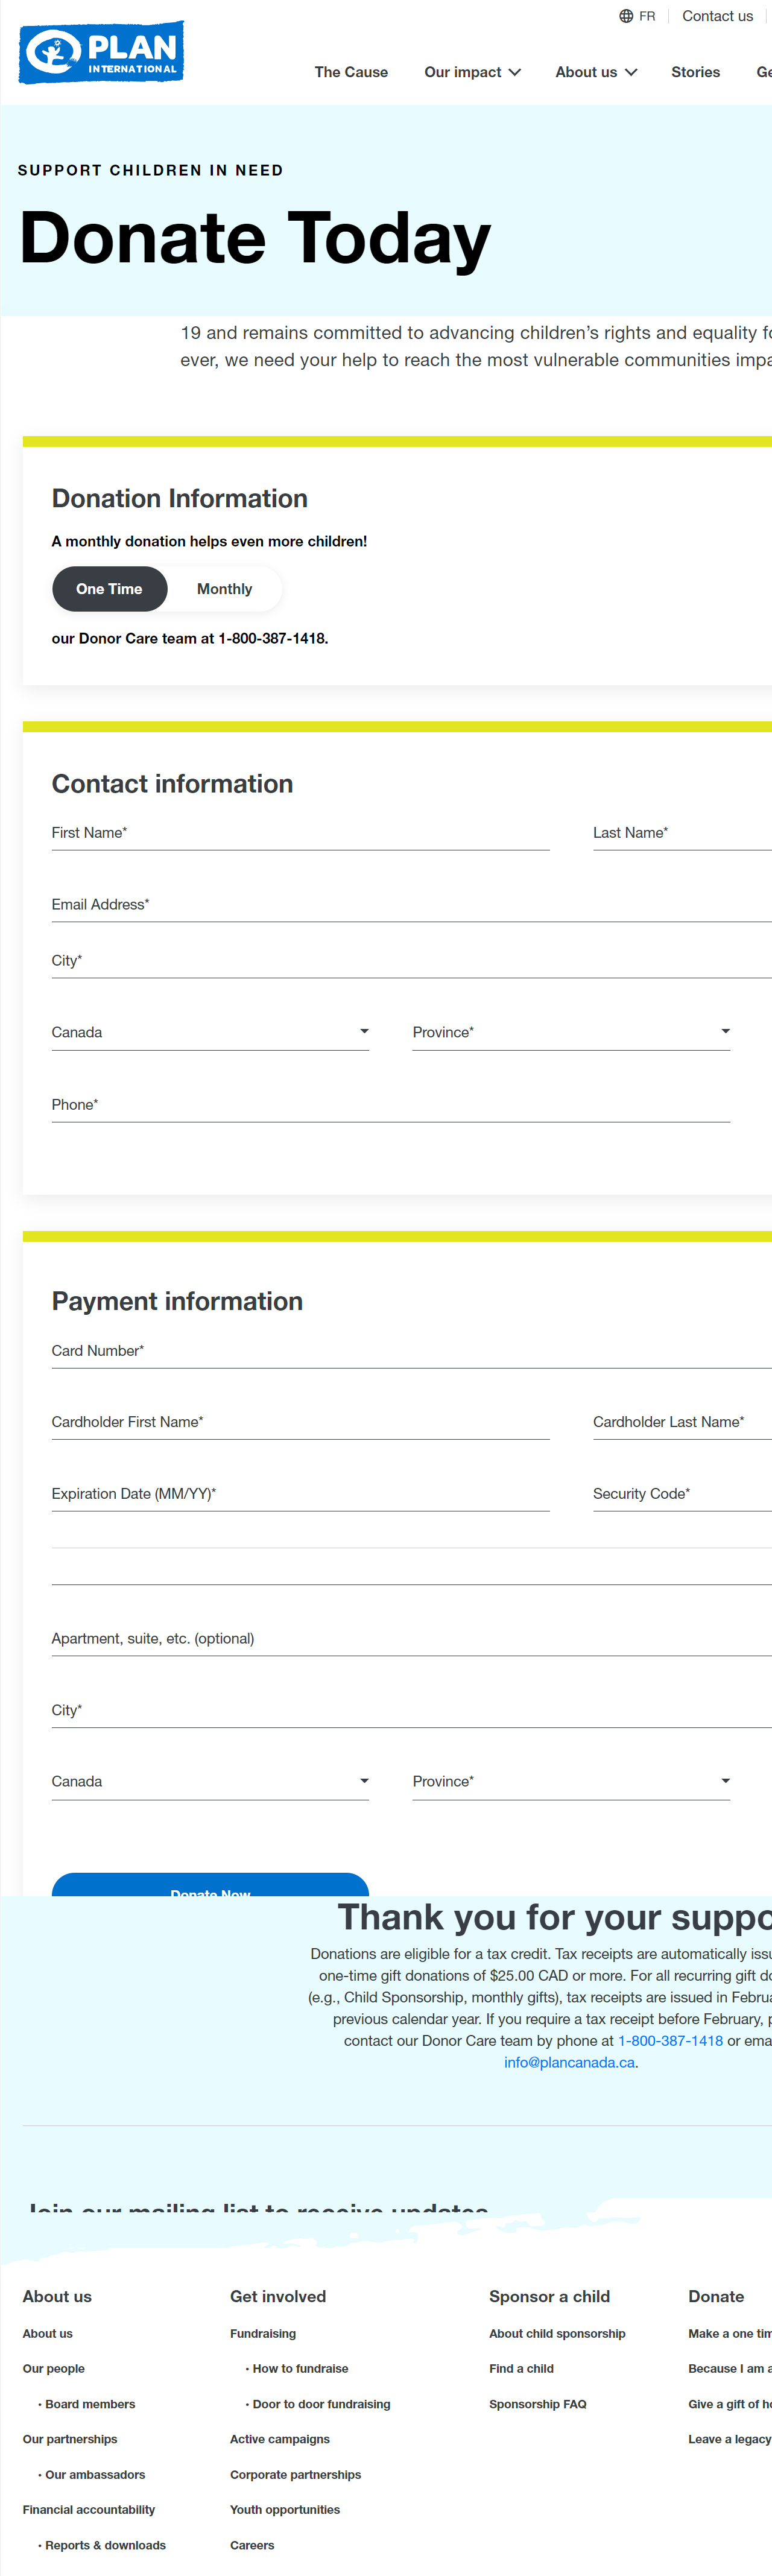 FR
Contact us
PLAN
INTERNATIONAL
The Cause
Our impact
About us
Stories
SUPPORT CHILDREN IN NEED
Donate Today
19 and remains committed to advancing children’s rights and equality
ever, we need your help to reach the most vulnerable communities
Donation Information
A monthly donation helps even more children!
One Time
Monthly
our Donor Care team at 1-800-387-1418.
Contact information
First Name*
Last Name*
Email Address*
City*
Canada
Province*
Phone*
Payment information
Card Number*
Cardholder First Name*
Cardholder Last Name*
Expiration Date (MM/YY)*
Security Code*
Apartment, suite, etc. (optional)
City*
Canada
Province*
Donate Now
Thank you for your
Donations are eligible for a tax credit. Tax receipts are automatically
one-time gift donations of $25.00 CAD or more. For all recurring gift
(e.g., Child Sponsorship, monthly gifts), tax receipts are issued in
previous calendar year. If you require a tax receipt before February,
contact our Donor Care team by phone at 1-800-387-1418 or
info@plancanada.ca.
Join our mailing list to receive updates
About us
Get involved
Sponsor a child
Donate
About us
Fundraising
About child sponsorship
Make a one
Our people
• How to fundraise
Find a child
Because I am
• Board members
• Door to door fundraising
Sponsorship FAQ
Give a gift of
Our partnerships
Active campaigns
Leave a legacy
• Our ambassadors
Corporate partnerships
Financial accountability
Youth opportunities
• Reports & downloads
Careers